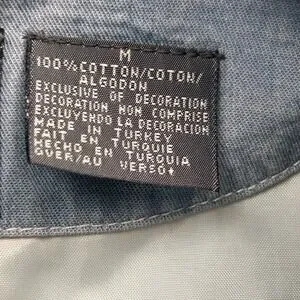 M
100%COTTON/COTON/
ALGODON
EXCLUSIVE OF DECORATION
DECORATION NON COMPRISE
EXCLUYENDO LA DECORACION
MADE IN TURKEY
FAIT EN TURQUIE
HECHO EN TURQUIA
OVER/AU VERSO